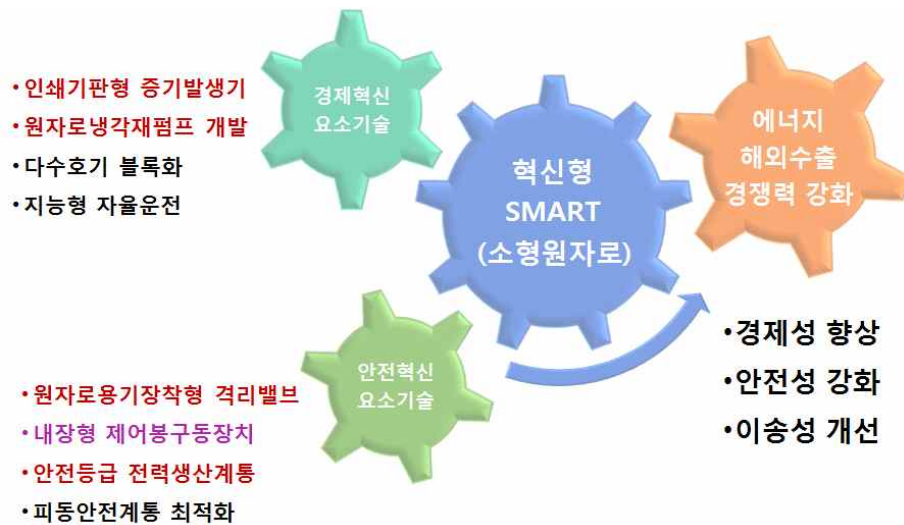 •인쇄기판형 증기발생기
•원자로냉각재펌프 개발
•다수호기 블록화
•지능형 자율운전
경제혁신
요소기술
혁신형
SMART
(소형원자로)
에너지
해외수출
경쟁력 강화
안전혁신
요소기술
•원자로용기장착형 격리밸브
•내장형 제어봉구동장치
•안전등급 전력생산계통
•피동안전계통 최적화
•경제성 향상
•안전성 강화
•이송성 개선